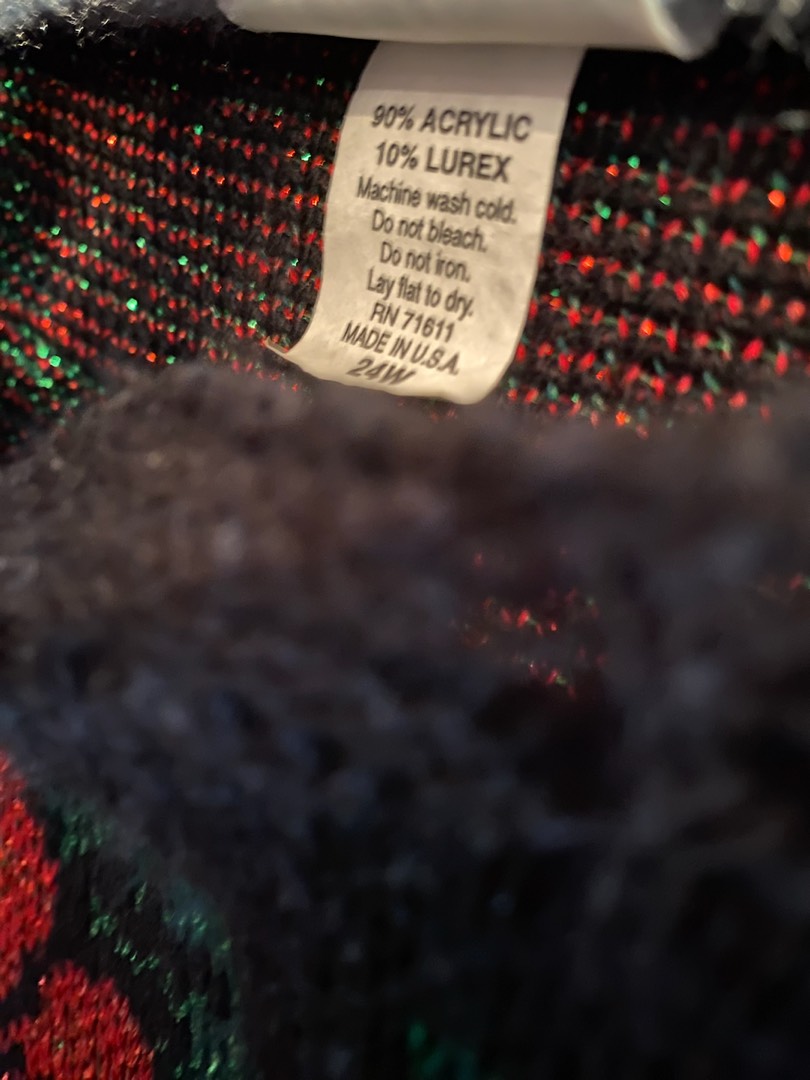 90% ACRYLIC
10% LUREX
Machine wash cold.
Do not bleach.
Do not iron.
Lay flat to dry.
RN 71611
MADE IN U.S.A.
24W